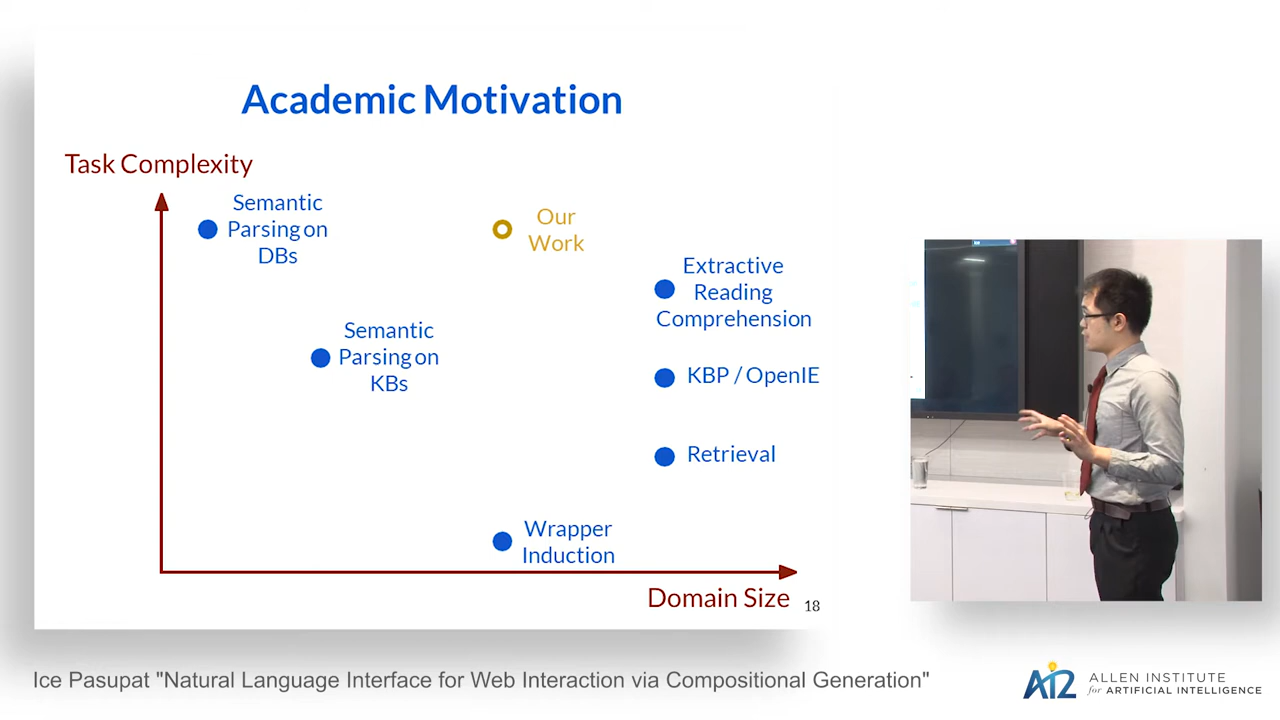 Academic Motivation
Task Complexity
Semantic
Parsing on
DBs
Our
Work
Extractive
Reading
Comprehension
Semantic
Parsing on
KBs
KBP / OpenIE
Retrieval
Wrapper
Induction
Domain Size
18
Ice Pasupat "Natural Language Interface for Web Interaction via Compositional Generation"
AI2
ALLEN INSTITUTE
for ARTIFICIAL INTELLIGENCE